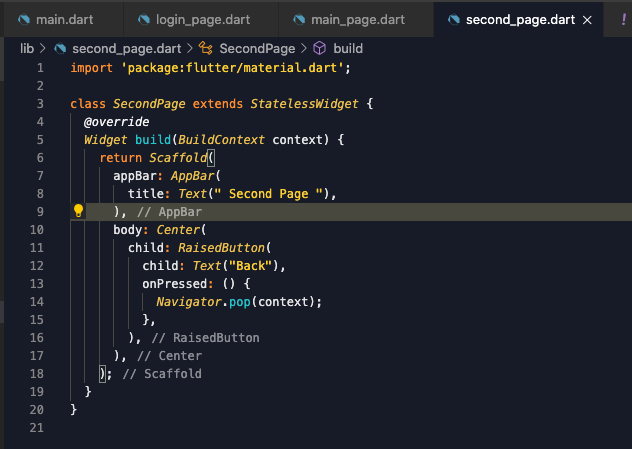 main.dart login_page.dart main_page.dart second_page.dart × !
lib > second_page.dart > SecondPage > build
1 import 'package:flutter/material.dart';
2
3 class SecondPage extends StatelessWidget {
4   @override
5   Widget build(BuildContext context) {
6     return Scaffold(
7       appBar: AppBar(
8         title: Text(" Second Page "),
9       ), // AppBar
10       body: Center(
11         child: RaisedButton(
12           child: Text("Back"),
13           onPressed: () {
14             Navigator.pop(context);
15           },
16         ), // RaisedButton
17       ), // Center
18     ); // Scaffold
19   }
20 }
21